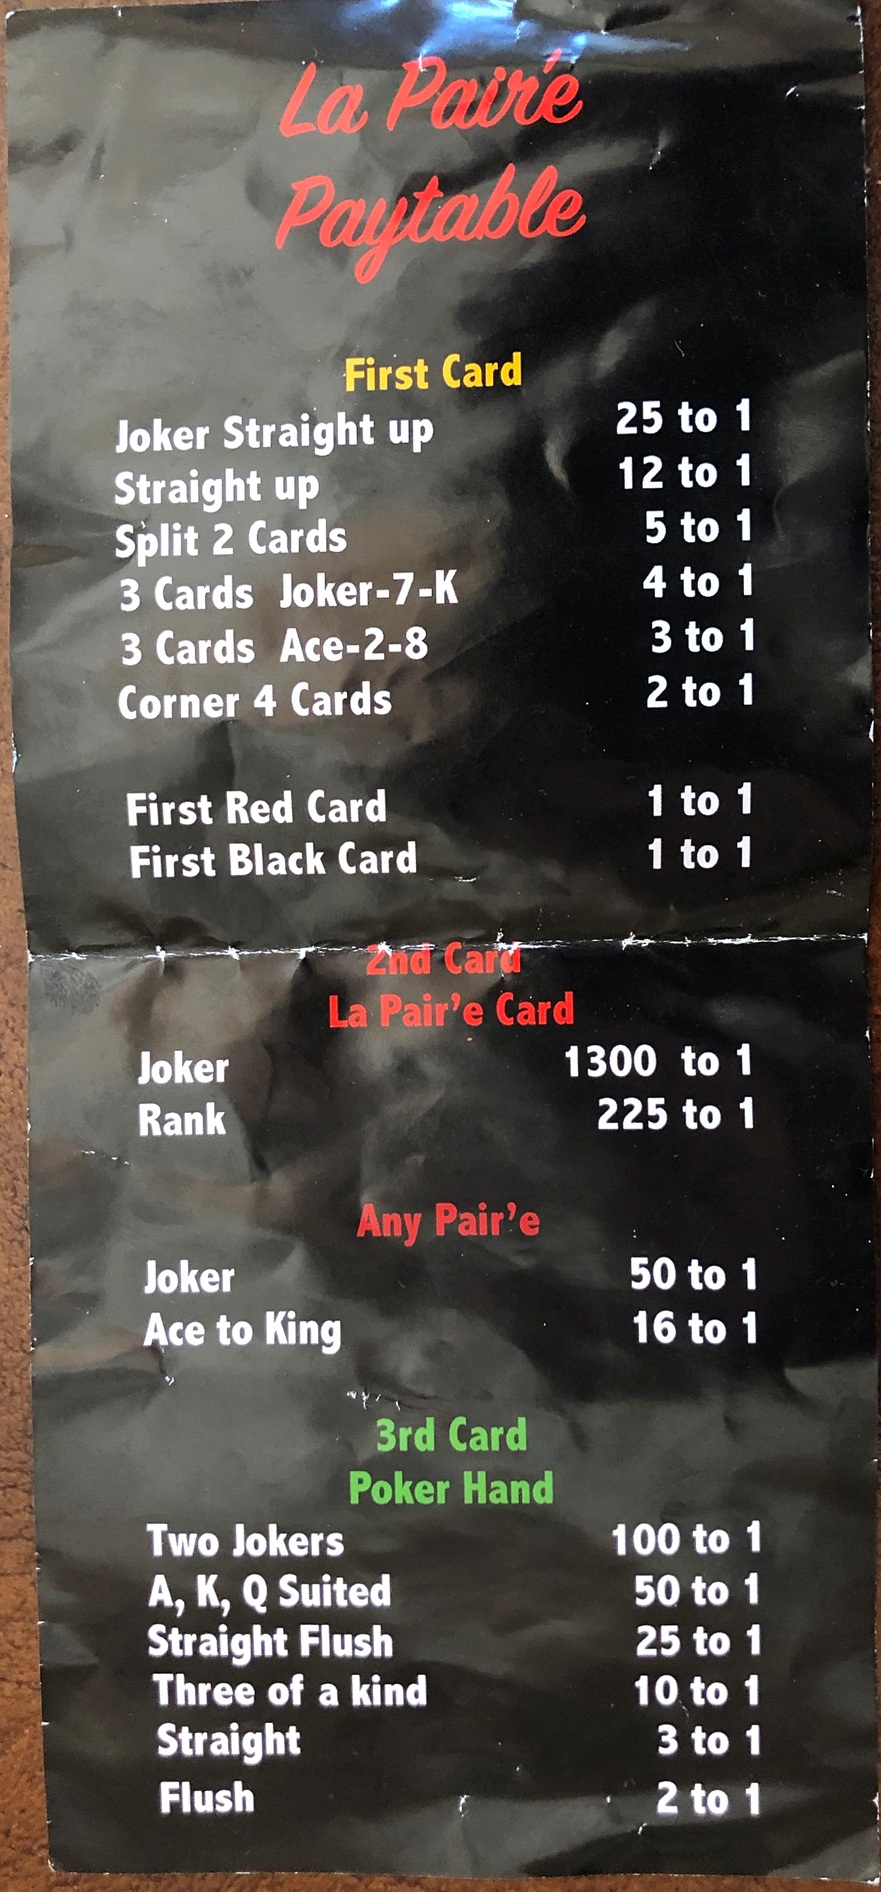 La Pair'e
Paytable
First Card
Joker Straight up 25 to 1
Straight up 12 to 1
Split 2 Cards 5 to 1
3 Cards Joker-7-K 4 to 1
3 Cards Ace-2-8 3 to 1
Corner 4 Cards 2 to 1
First Red Card 1 to 1
First Black Card 1 to 1
2nd Card
La Pair'e Card
Joker 1300 to 1
Rank 225 to 1
Any Pair'e
Joker 50 to 1
Ace to King 16 to 1
3rd Card
Poker Hand
Two Jokers 100 to 1
A, K, Q Suited 50 to 1
Straight Flush 25 to 1
Three of a kind 10 to 1
Straight 3 to 1
Flush 2 to 1